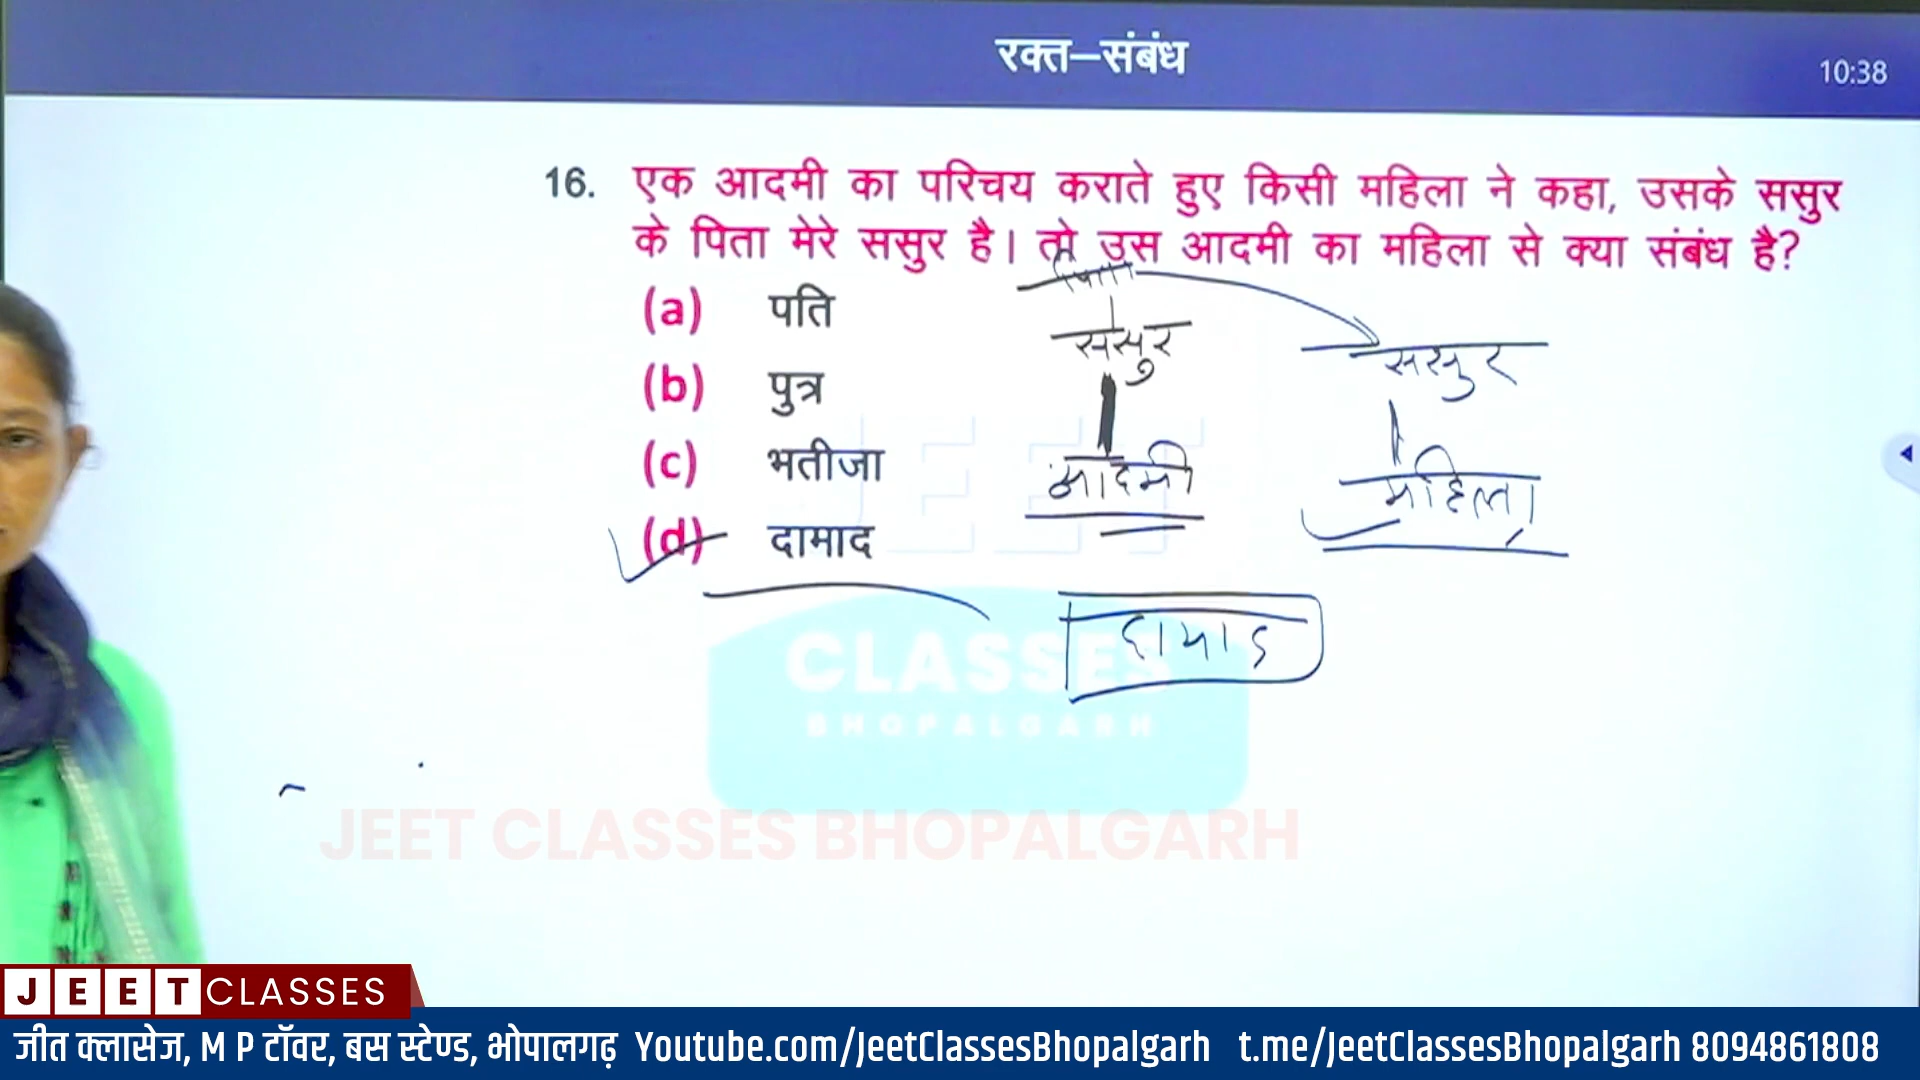 रक्त–संबंध
10:38
16. एक आदमी का परिचय कराते हुए किसी महिला ने कहा, उसके ससुर
के पिता मेरे ससुर है। तो उस आदमी का महिला से क्या संबंध है?
(a) पति
(b) पुत्र
(c) भतीजा
(d) दामाद
पिता
ससुर
आदमी
ससुर
महिला
दामाद
JEET
CLASSES
BHOPALGARH
JEET CLASSES BHOPALGARH
JEET CLASSES
जीत क्लासेज, M P टॉवर, बस स्टेण्ड, भोपालगढ़ Youtube.com/JeetClassesBhopalgarh t.me/JeetClassesBhopalgarh 8094861808